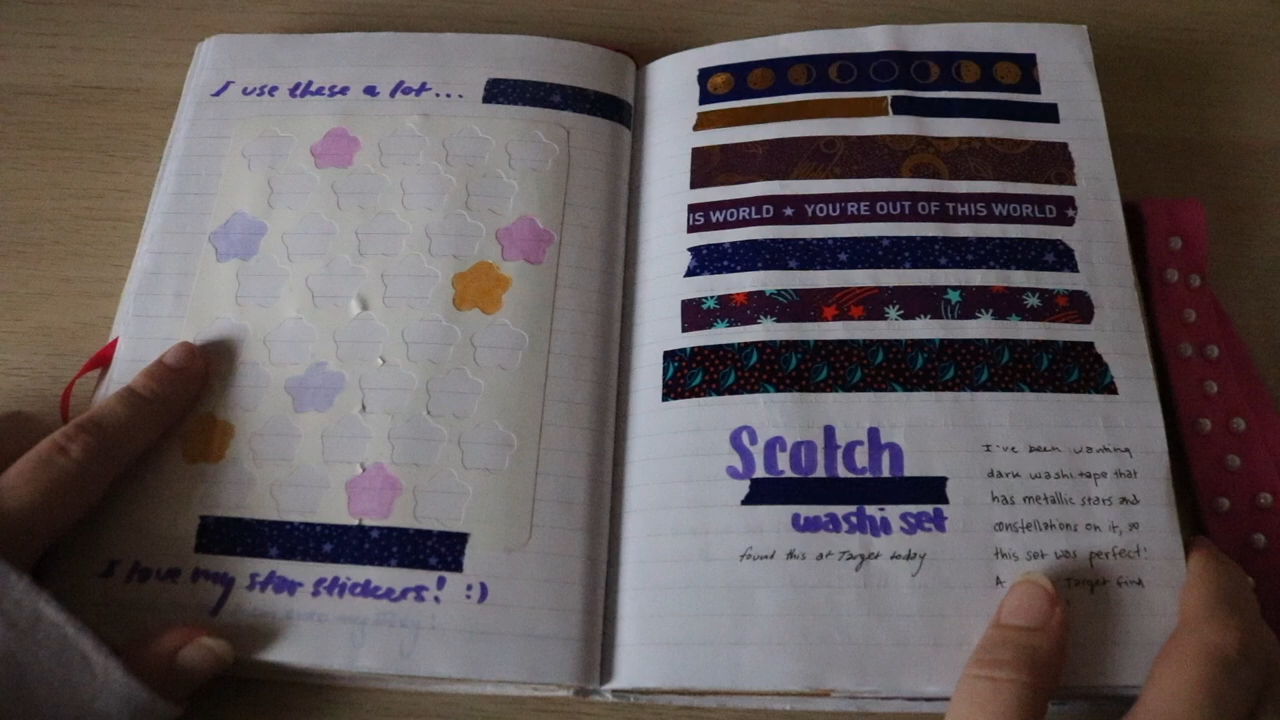 I use these a lot...
I love my star stickers! :)
IS WORLD ★ YOU'RE OUT OF THIS WORLD ★
Scotch
washi set
found this at Target today
I've been wanting
dark washi tape that
has metallic stars and
constellations on it, so
this set was perfect!
A Target find